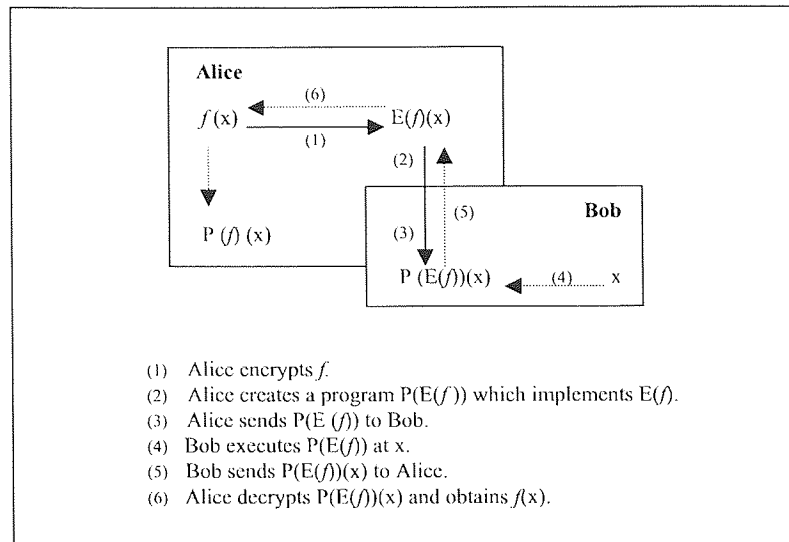 Alice
(6)
f (x) E(f)(x)
(1)
(2)
Bob
(5)
(3)
P (f) (x)
P (E(f))(x) (4) x
(1) Alice encrypts f.
(2) Alice creates a program P(E(f)) which implements E(f).
(3) Alice sends P(E (f)) to Bob.
(4) Bob executes P(E(f)) at x.
(5) Bob sends P(E(f))(x) to Alice.
(6) Alice decrypts P(E(f))(x) and obtains f(x).